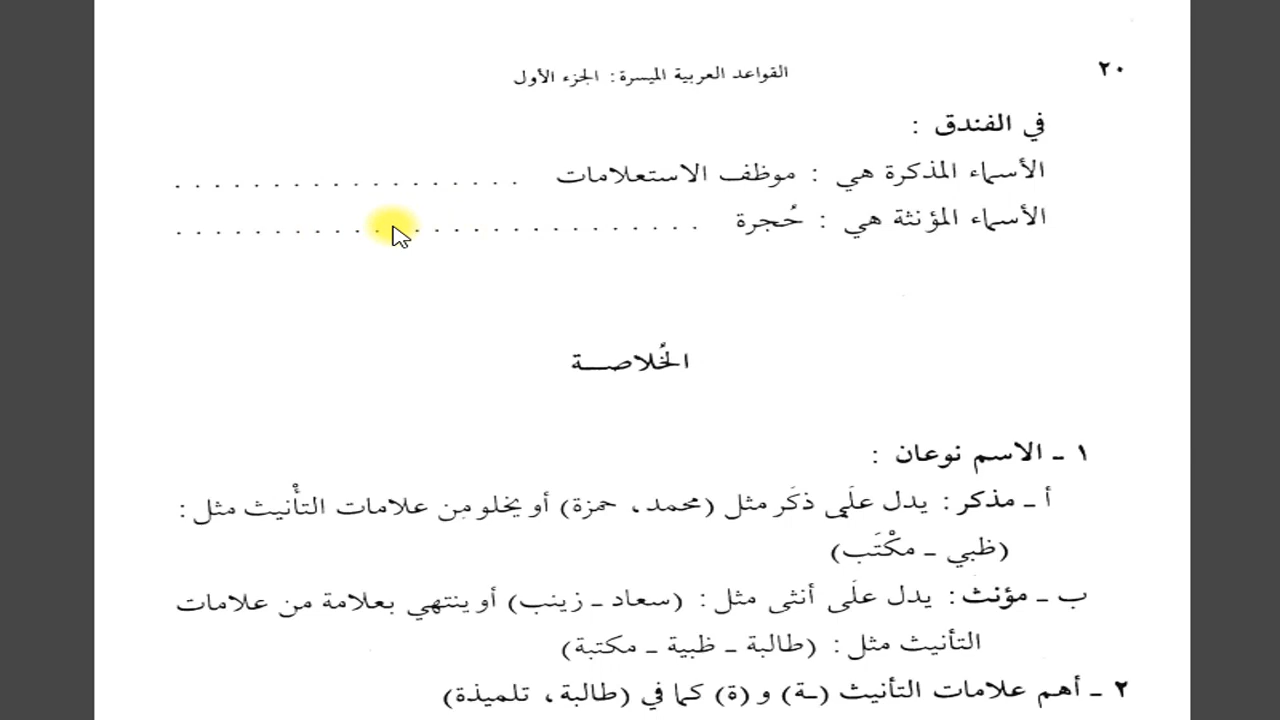 ٢٠
القواعد العربية الميسرة: الجزء الأول
في الفندق :
الأسماء المذكرة هي : موظف الاستعلامات . . . . . . . . . . . . . . . . . .
الأسماء المؤنثة هي : حُجرة . . . . . . . . . . . . . . . . . . . . . . . . . . .
الخُلاصـــة
١ ـ الاسم نوعان :
أ ـ مذكر : يدل علَى ذكَر مثل (محمد، حمزة) أو يخلو من علامات التأْنيث مثل :
(ظبي ـ مكْتَب)
ب ـ مؤنث : يدل علَى أنثى مثل : (سعاد ـ زينب) أو ينتهي بعلامة من علامات
التأنيث مثل : (طالبة ـ ظبية ـ مكتبة)
٢ ـ أهم علامات التأنيث (ـة) و (ة) كما في (طالبة، تلميذة)